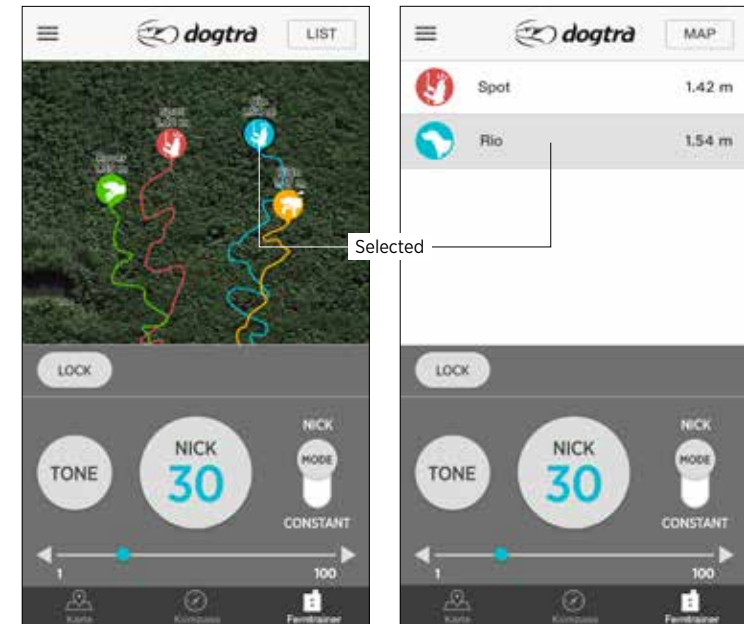 dogtra
LIST
LOCK
TONE
NICK
30
NICK
MODE
CONSTANT
1
100
Karte
Kompass
Ferntrainer
Selected
dogtra
MAP
Spot
1.42 m
Rio
1.54 m
LOCK
TONE
NICK
30
NICK
MODE
CONSTANT
1
100
Karte
Kompass
Ferntrainer